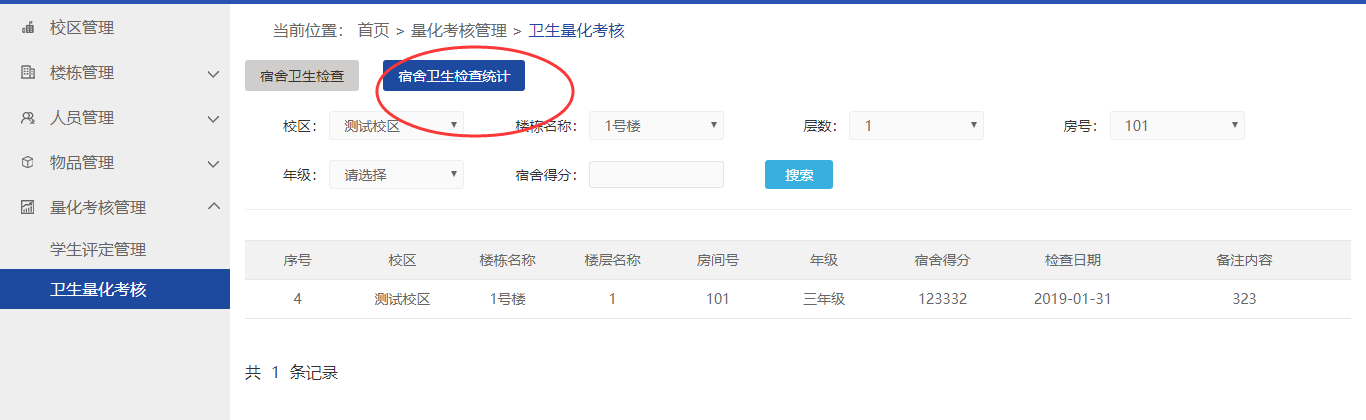 校区管理
楼栋管理
人员管理
物品管理
量化考核管理
学生评定管理
卫生量化考核
当前位置： 首页 > 量化考核管理 > 卫生量化考核
宿舍卫生检查 宿舍卫生检查统计
校区： 测试校区 楼栋名称： 1号楼 层数： 1 房号： 101
年级： 请选择 宿舍得分： 搜索
序号 校区 楼栋名称 楼层名称 房间号 年级 宿舍得分 检查日期 备注内容
4 测试校区 1号楼 1 101 三年级 123332 2019-01-31 323
共 1 条记录